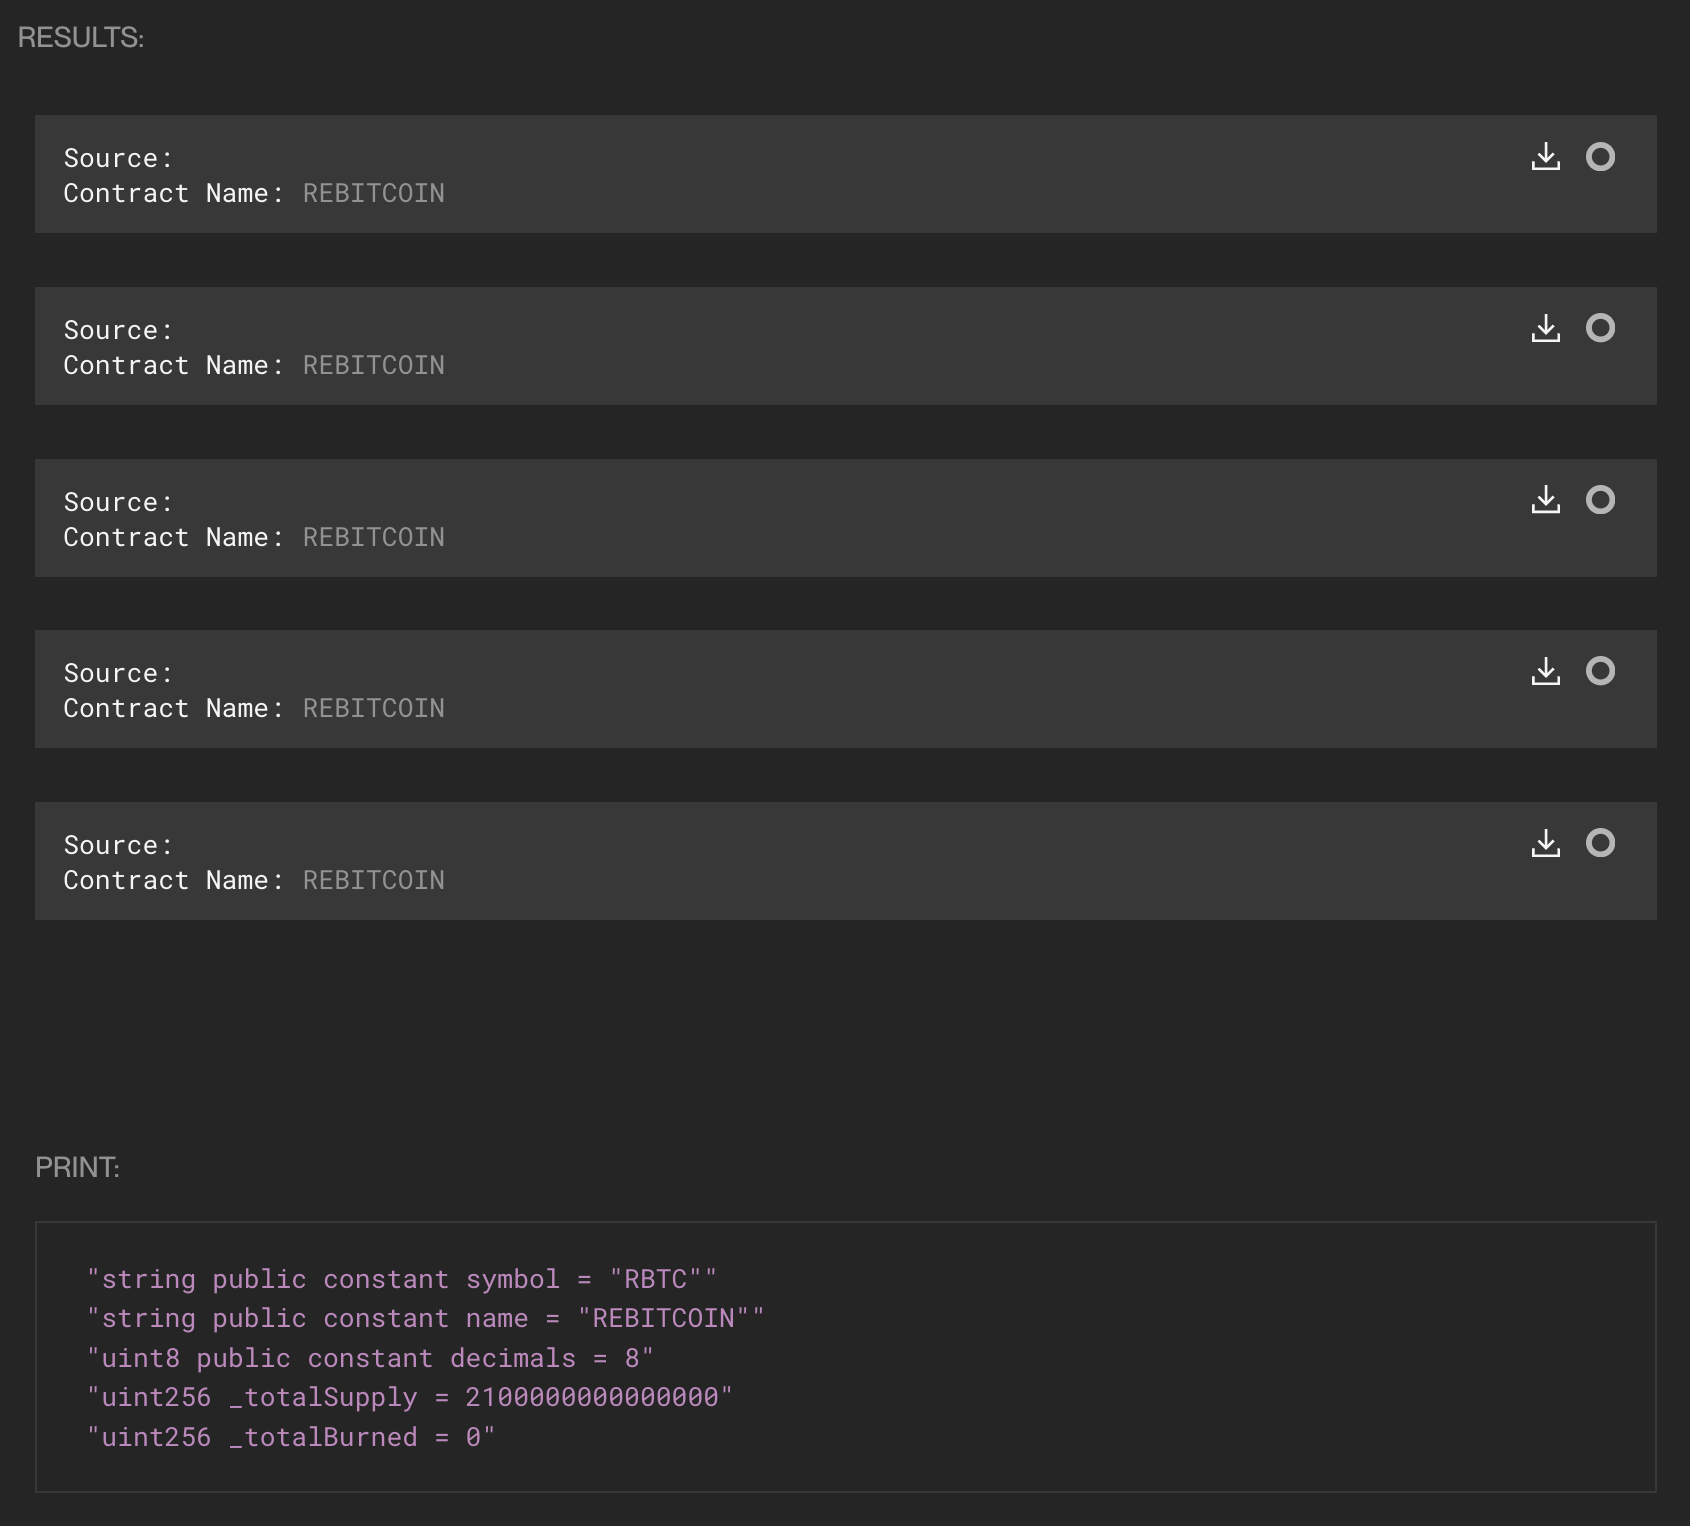 RESULTS:
Source:
Contract Name: REBITCOIN
Source:
Contract Name: REBITCOIN
Source:
Contract Name: REBITCOIN
Source:
Contract Name: REBITCOIN
Source:
Contract Name: REBITCOIN
PRINT:
"string public constant symbol = "RBTC""
"string public constant name = "REBITCOIN""
"uint8 public constant decimals = 8"
"uint256 _totalSupply = 2100000000000000"
"uint256 _totalBurned = 0"